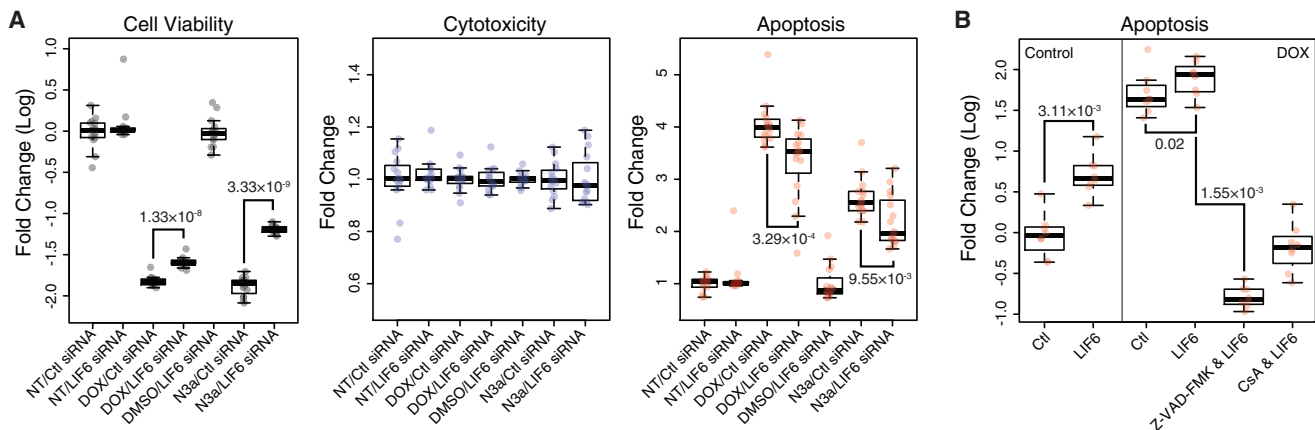 A
Cell Viability
Fold Change (Log)
1.0
0.5
0.0
-0.5
-1.0
-1.5
-2.0
1.33×10-8
3.33×10-9
NT/Ctl siRNA
NT/LIF6 siRNA
DOX/Ctl siRNA
DOX/LIF6 siRNA
DMSO/LIF6 siRNA
N3a/Ctl siRNA
N3a/LIF6 siRNA
Cytotoxicity
Fold Change
1.4
1.2
1.0
0.8
0.6
NT/Ctl siRNA
NT/LIF6 siRNA
DOX/Ctl siRNA
DOX/LIF6 siRNA
DMSO/LIF6 siRNA
N3a/Ctl siRNA
N3a/LIF6 siRNA
Apoptosis
Fold Change
5
4
3
2
1
3.29×10-4
9.55×10-3
NT/Ctl siRNA
NT/LIF6 siRNA
DOX/Ctl siRNA
DOX/LIF6 siRNA
DMSO/LIF6 siRNA
N3a/Ctl siRNA
N3a/LIF6 siRNA
B
Apoptosis
Control
DOX
Fold Change (Log)
2.0
1.5
1.0
0.5
0.0
-0.5
-1.0
3.11×10-3
0.02
1.55×10-3
Ctl
LIF6
Ctl
LIF6
Z-VAD-FMK & LIF6
CsA & LIF6